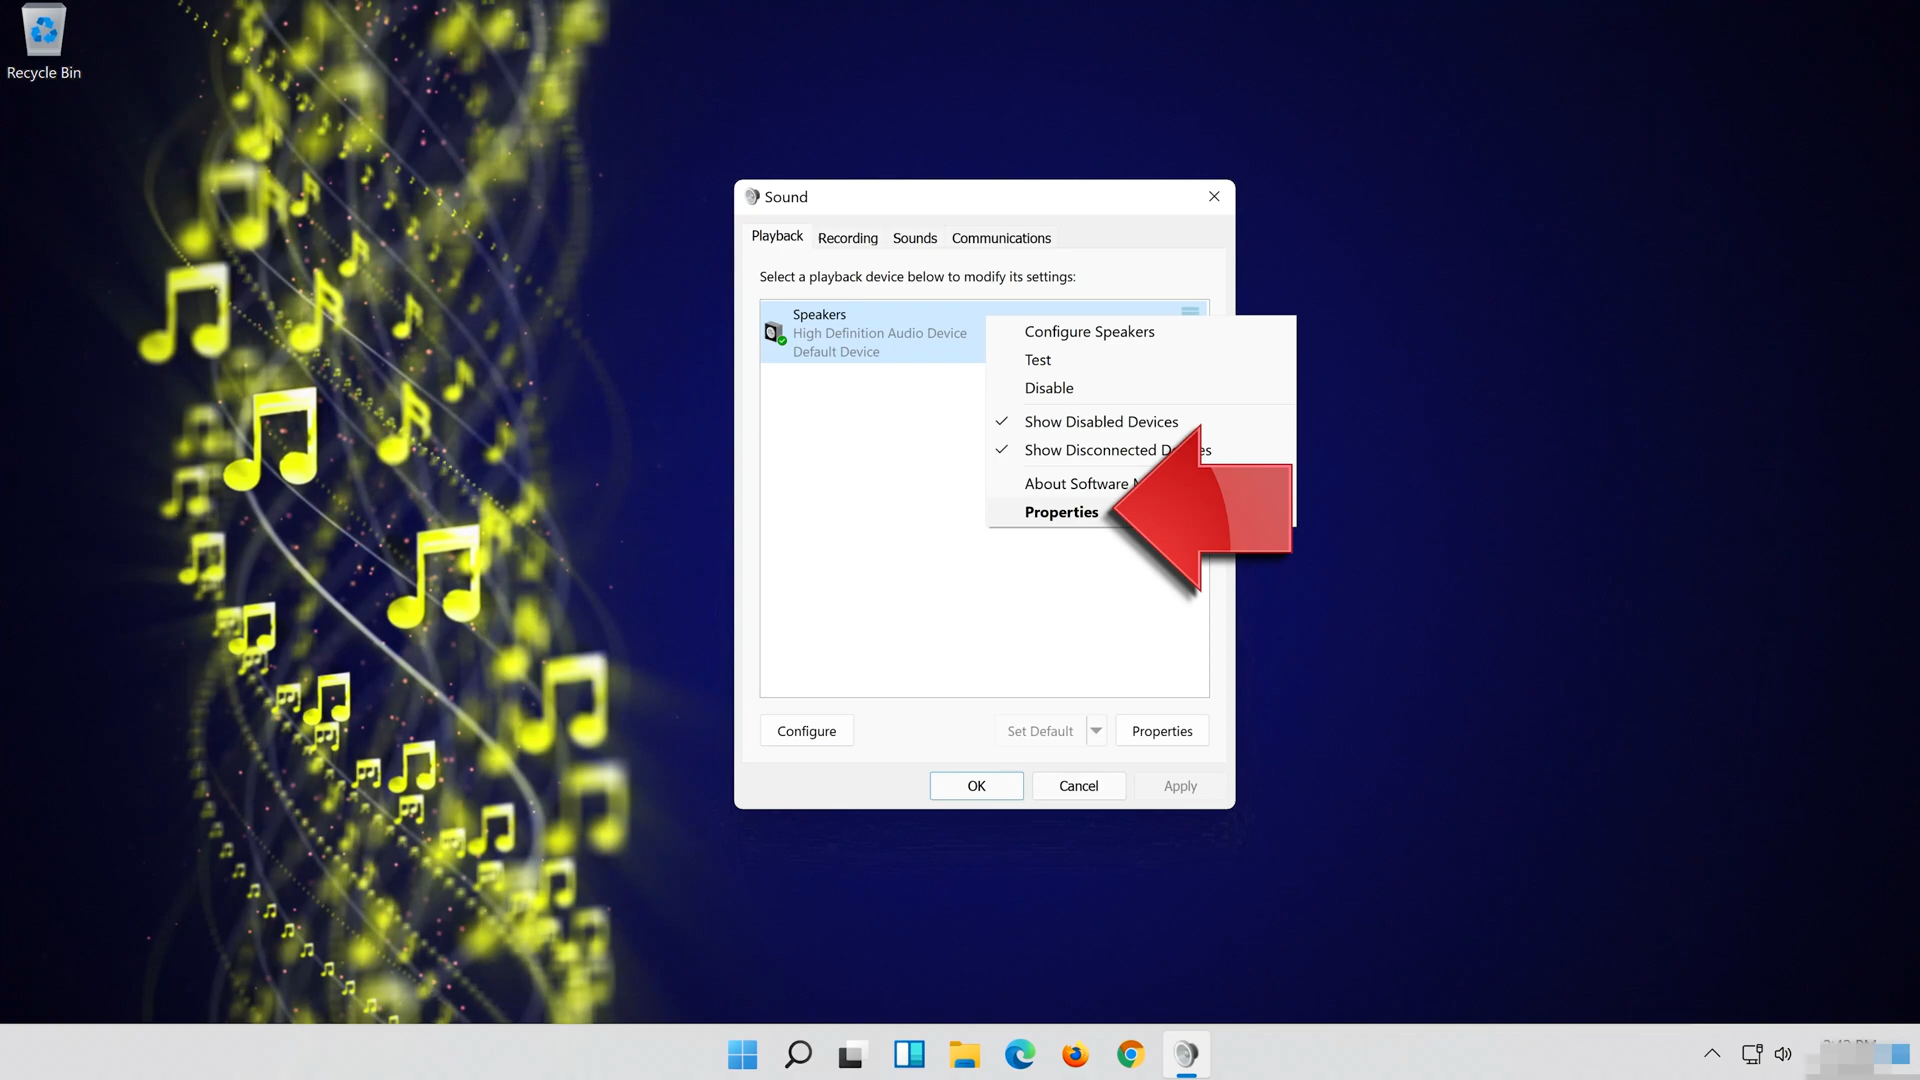 Recycle Bin
Sound
Playback
Recording
Sounds
Communications
Select a playback device below to modify its settings:
Speakers
High Definition Audio Device
Default Device
Configure Speakers
Test
Disable
Show Disabled Devices
Show Disconnected
About Software
Properties
Configure
Set Default
Properties
OK
Cancel
Apply